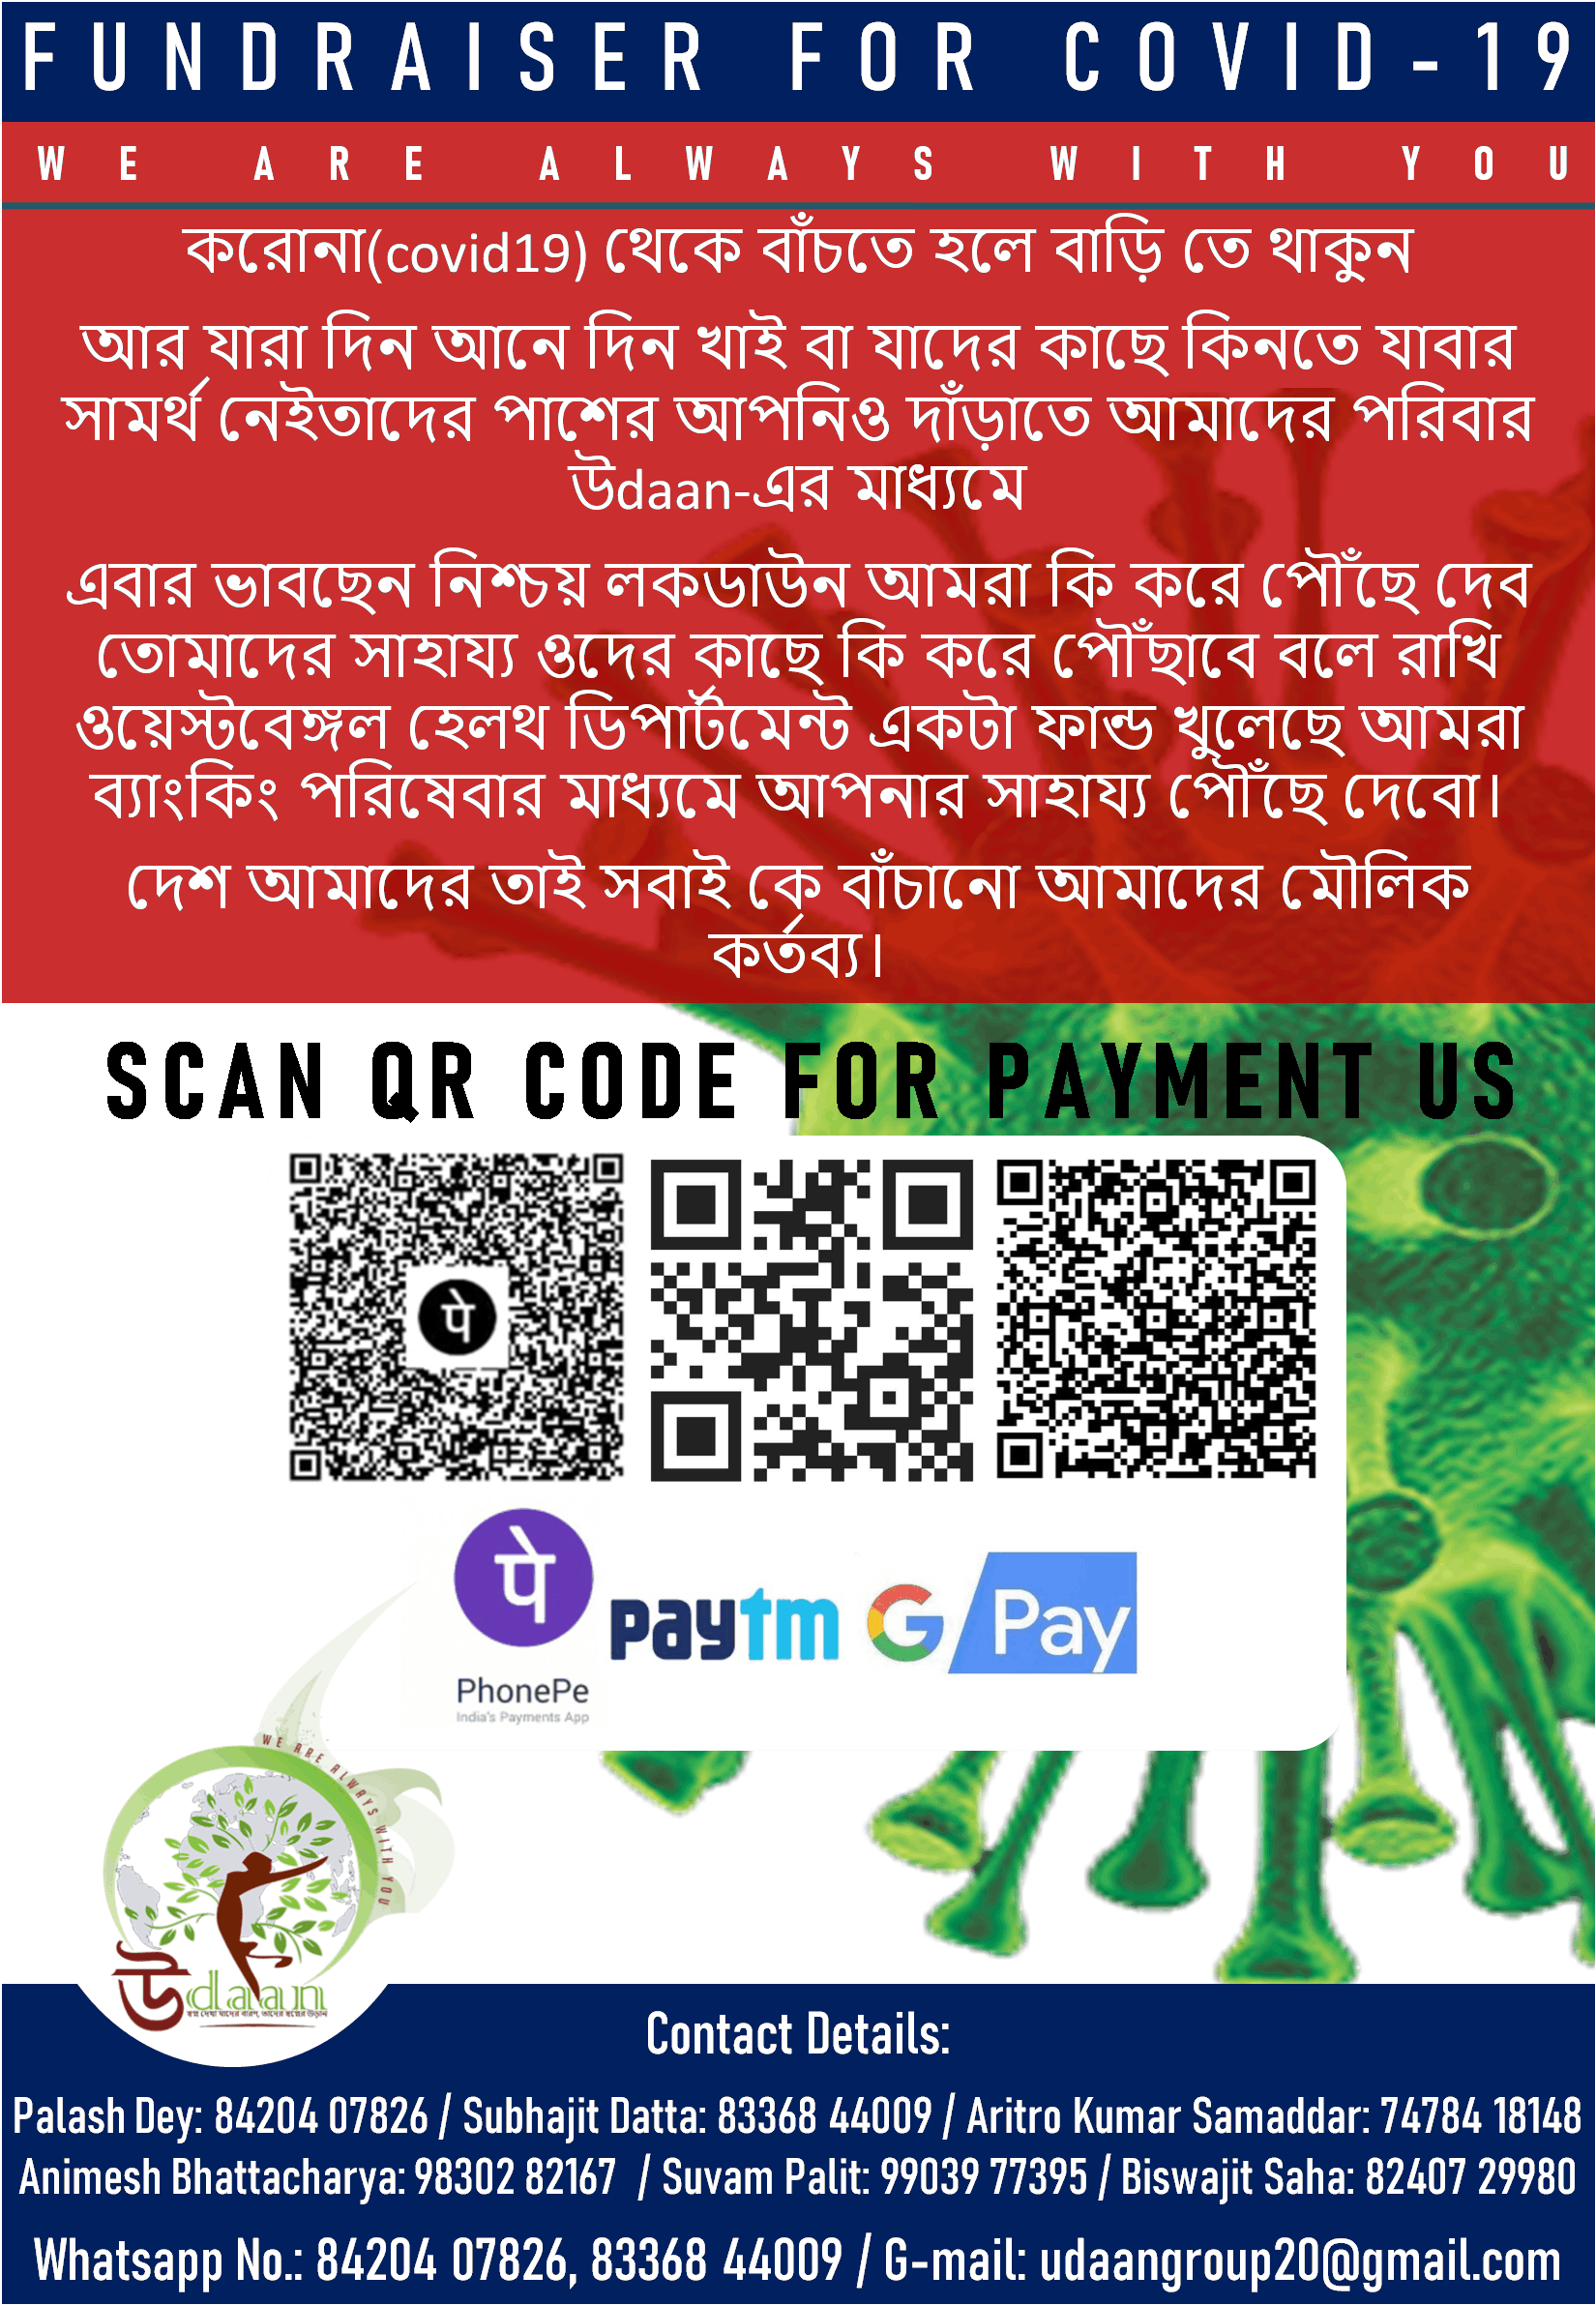 FUNDRAISER FOR COVID-19
WE ARE ALWAYS WITH YOU
করোনা(covid19) থেকে বাঁচতে হলে বাড়ি তে থাকুন
আর যারা দিন আনে দিন খাই বা যাদের কাছে কিনতে যাবার
সামর্থ নেইতাদের পাশের আপনিও দাঁড়াতে আমাদের পরিবার
উdaan-এর মাধ্যমে
এবার ভাবছেন নিশ্চয় লকডাউন আমরা কি করে পৌঁছে দেব
তোমাদের সাহায্য ওদের কাছে কি করে পৌঁছাবে বলে রাখি
ওয়েস্টবেঙ্গল হেলথ ডিপার্টমেন্ট একটা ফান্ড খুলেছে আমরা
ব্যাংকিং পরিষেবার মাধ্যমে আপনার সাহায্য পৌঁছে দেবো।
দেশ আমাদের তাই সবাই কে বাঁচানো আমাদের মৌলিক
কর্তব্য।
SCAN QR CODE FOR PAYMENT US
पे
पे
paytm G Pay
PhonePe
India's Payments App
WE ARE ALWAYS WITH YOU
উdaan
স্বপ্ন দেখা যাদের বারণ, তাদের স্বপ্নের উড়ান
Contact Details:
Palash Dey: 84204 07826 / Subhajit Datta: 83368 44009 / Aritro Kumar Samaddar: 74784 18148
Animesh Bhattacharya: 98302 82167 / Suvam Palit: 99039 77395 / Biswajit Saha: 82407 29980
Whatsapp No.: 84204 07826, 83368 44009 / G-mail: udaangroup20@gmail.com